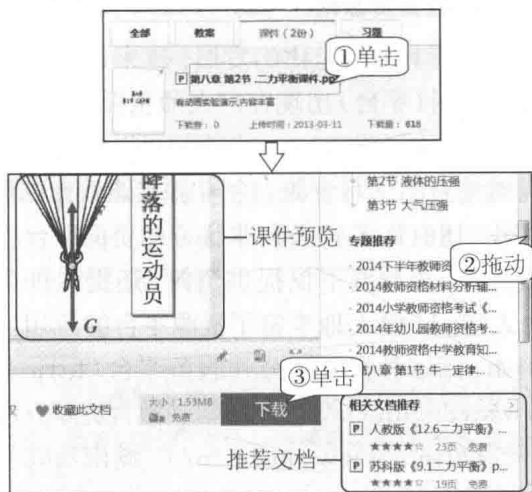 全部
教案
课件（2份）
习题
①单击
P 第八章 第2节 .二力平衡课件.pp
有动画实验演示,内容丰富
下载券： 0
上传时间：2013-03-11
下载量： 618
降落的运动员
G
课件预览
第2节 液体的压强
第3节 大气压强
专题推荐
②拖动
·2014下半年教师资
·2014教师资格材料分析辅...
·2014小学教师资格考试《...
·2014年幼儿园教师资格考...
·2014教师资格中学教育知...
第八章 第1节 牛一定律...
③单击
收藏此文档
大小：1.53MB
免费
下载
推荐文档
相关文档推荐
P 人教版《12.6二力平衡》...
★★★★☆ 23页 免费
P 苏科版《9.1二力平衡》p...
★★★★☆ 19页 免费